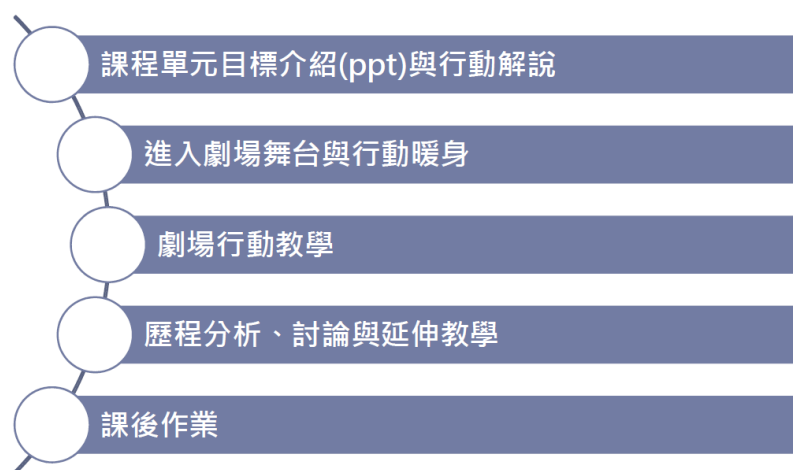 課程單元目標介紹(ppt)與行動解說
進入劇場舞台與行動暖身
劇場行動教學
歷程分析、討論與延伸教學
課後作業